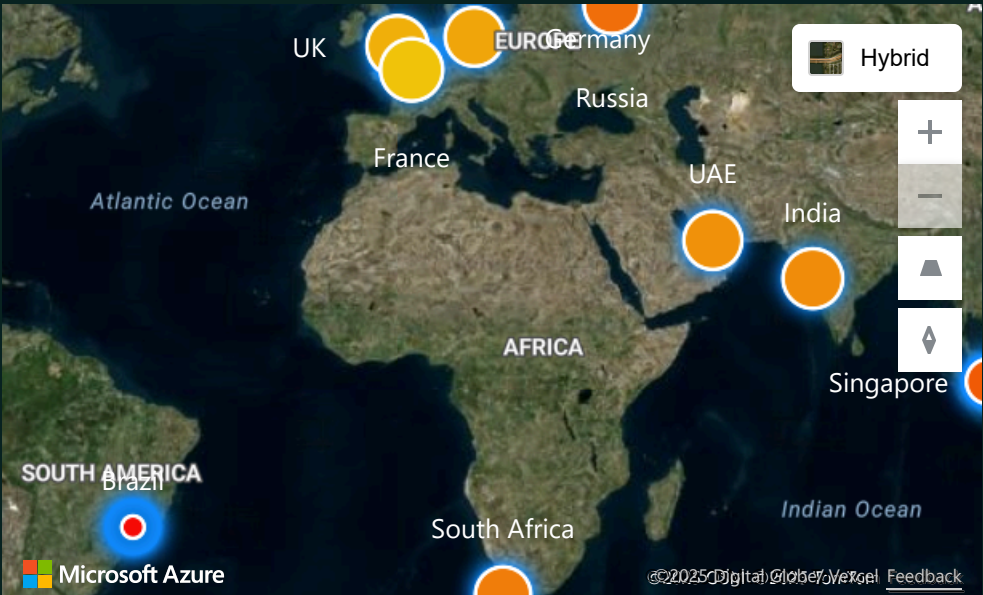 UK
EUROPE
Germany
Hybrid
Russia
France
UAE
Atlantic Ocean
India
AFRICA
Singapore
SOUTH AMERICA
Brazil
Indian Ocean
South Africa
Microsoft Azure
Feedback